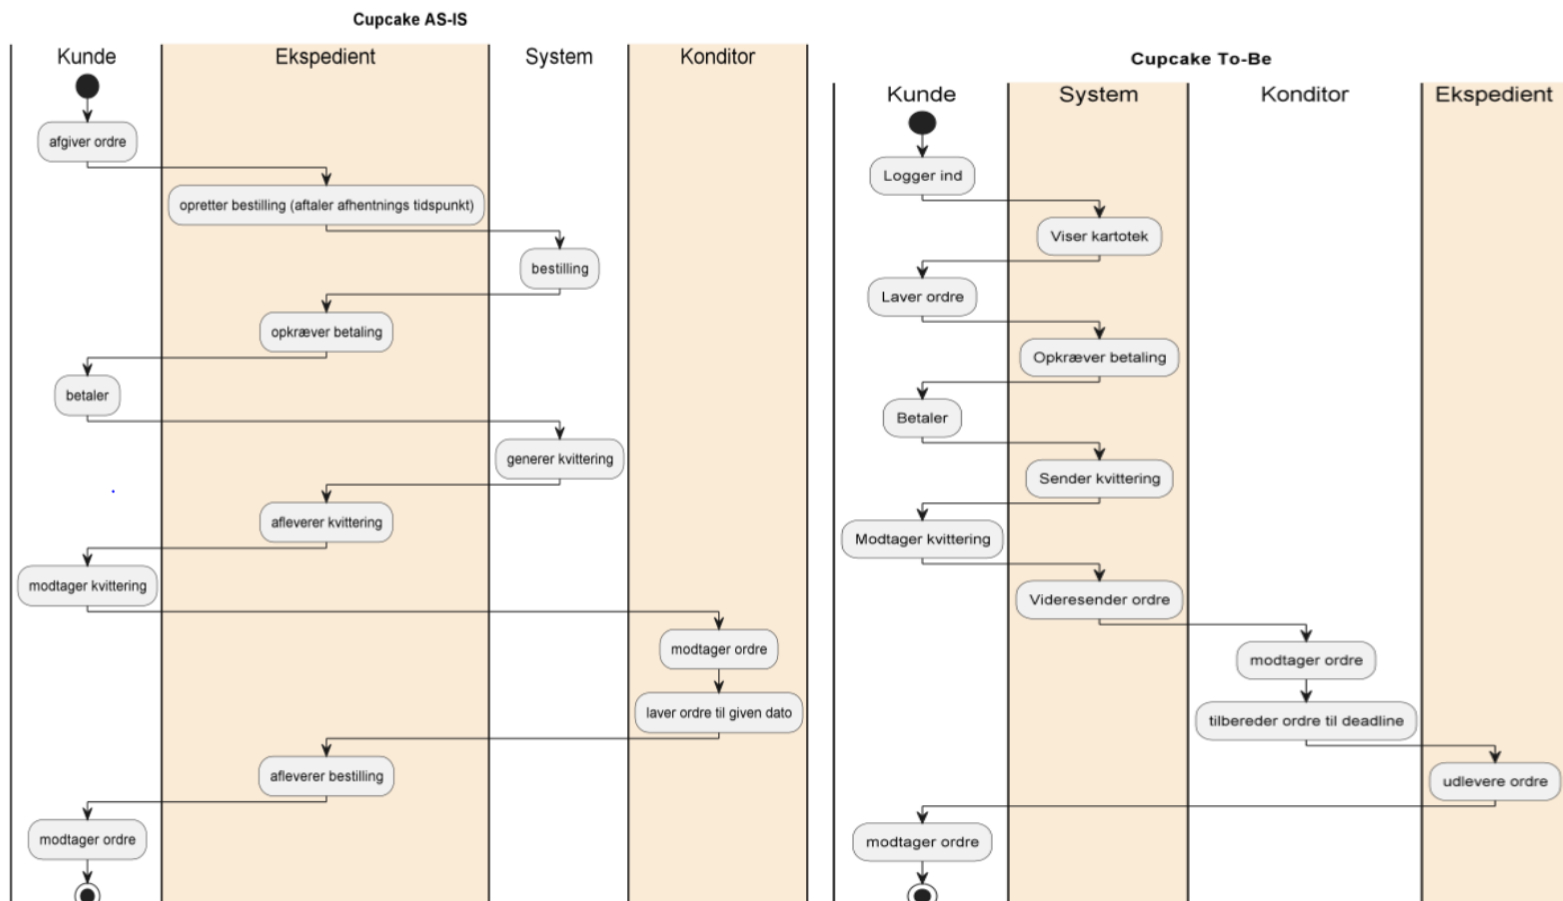 Cupcake AS-IS
Kunde
Ekspedient
System
Konditor
afgiver ordre
opretter bestilling (aftaler afhentnings tidspunkt)
bestilling
opkræver betaling
betaler
generer kvittering
afleverer kvittering
modtager kvittering
modtager ordre
laver ordre til given dato
afleverer bestilling
modtager ordre
Cupcake To-Be
Kunde
System
Konditor
Ekspedient
Logger ind
Viser kartotek
Laver ordre
Opkræver betaling
Betaler
Sender kvittering
Modtager kvittering
Videresender ordre
modtager ordre
tilbereder ordre til deadline
udlevere ordre
modtager ordre